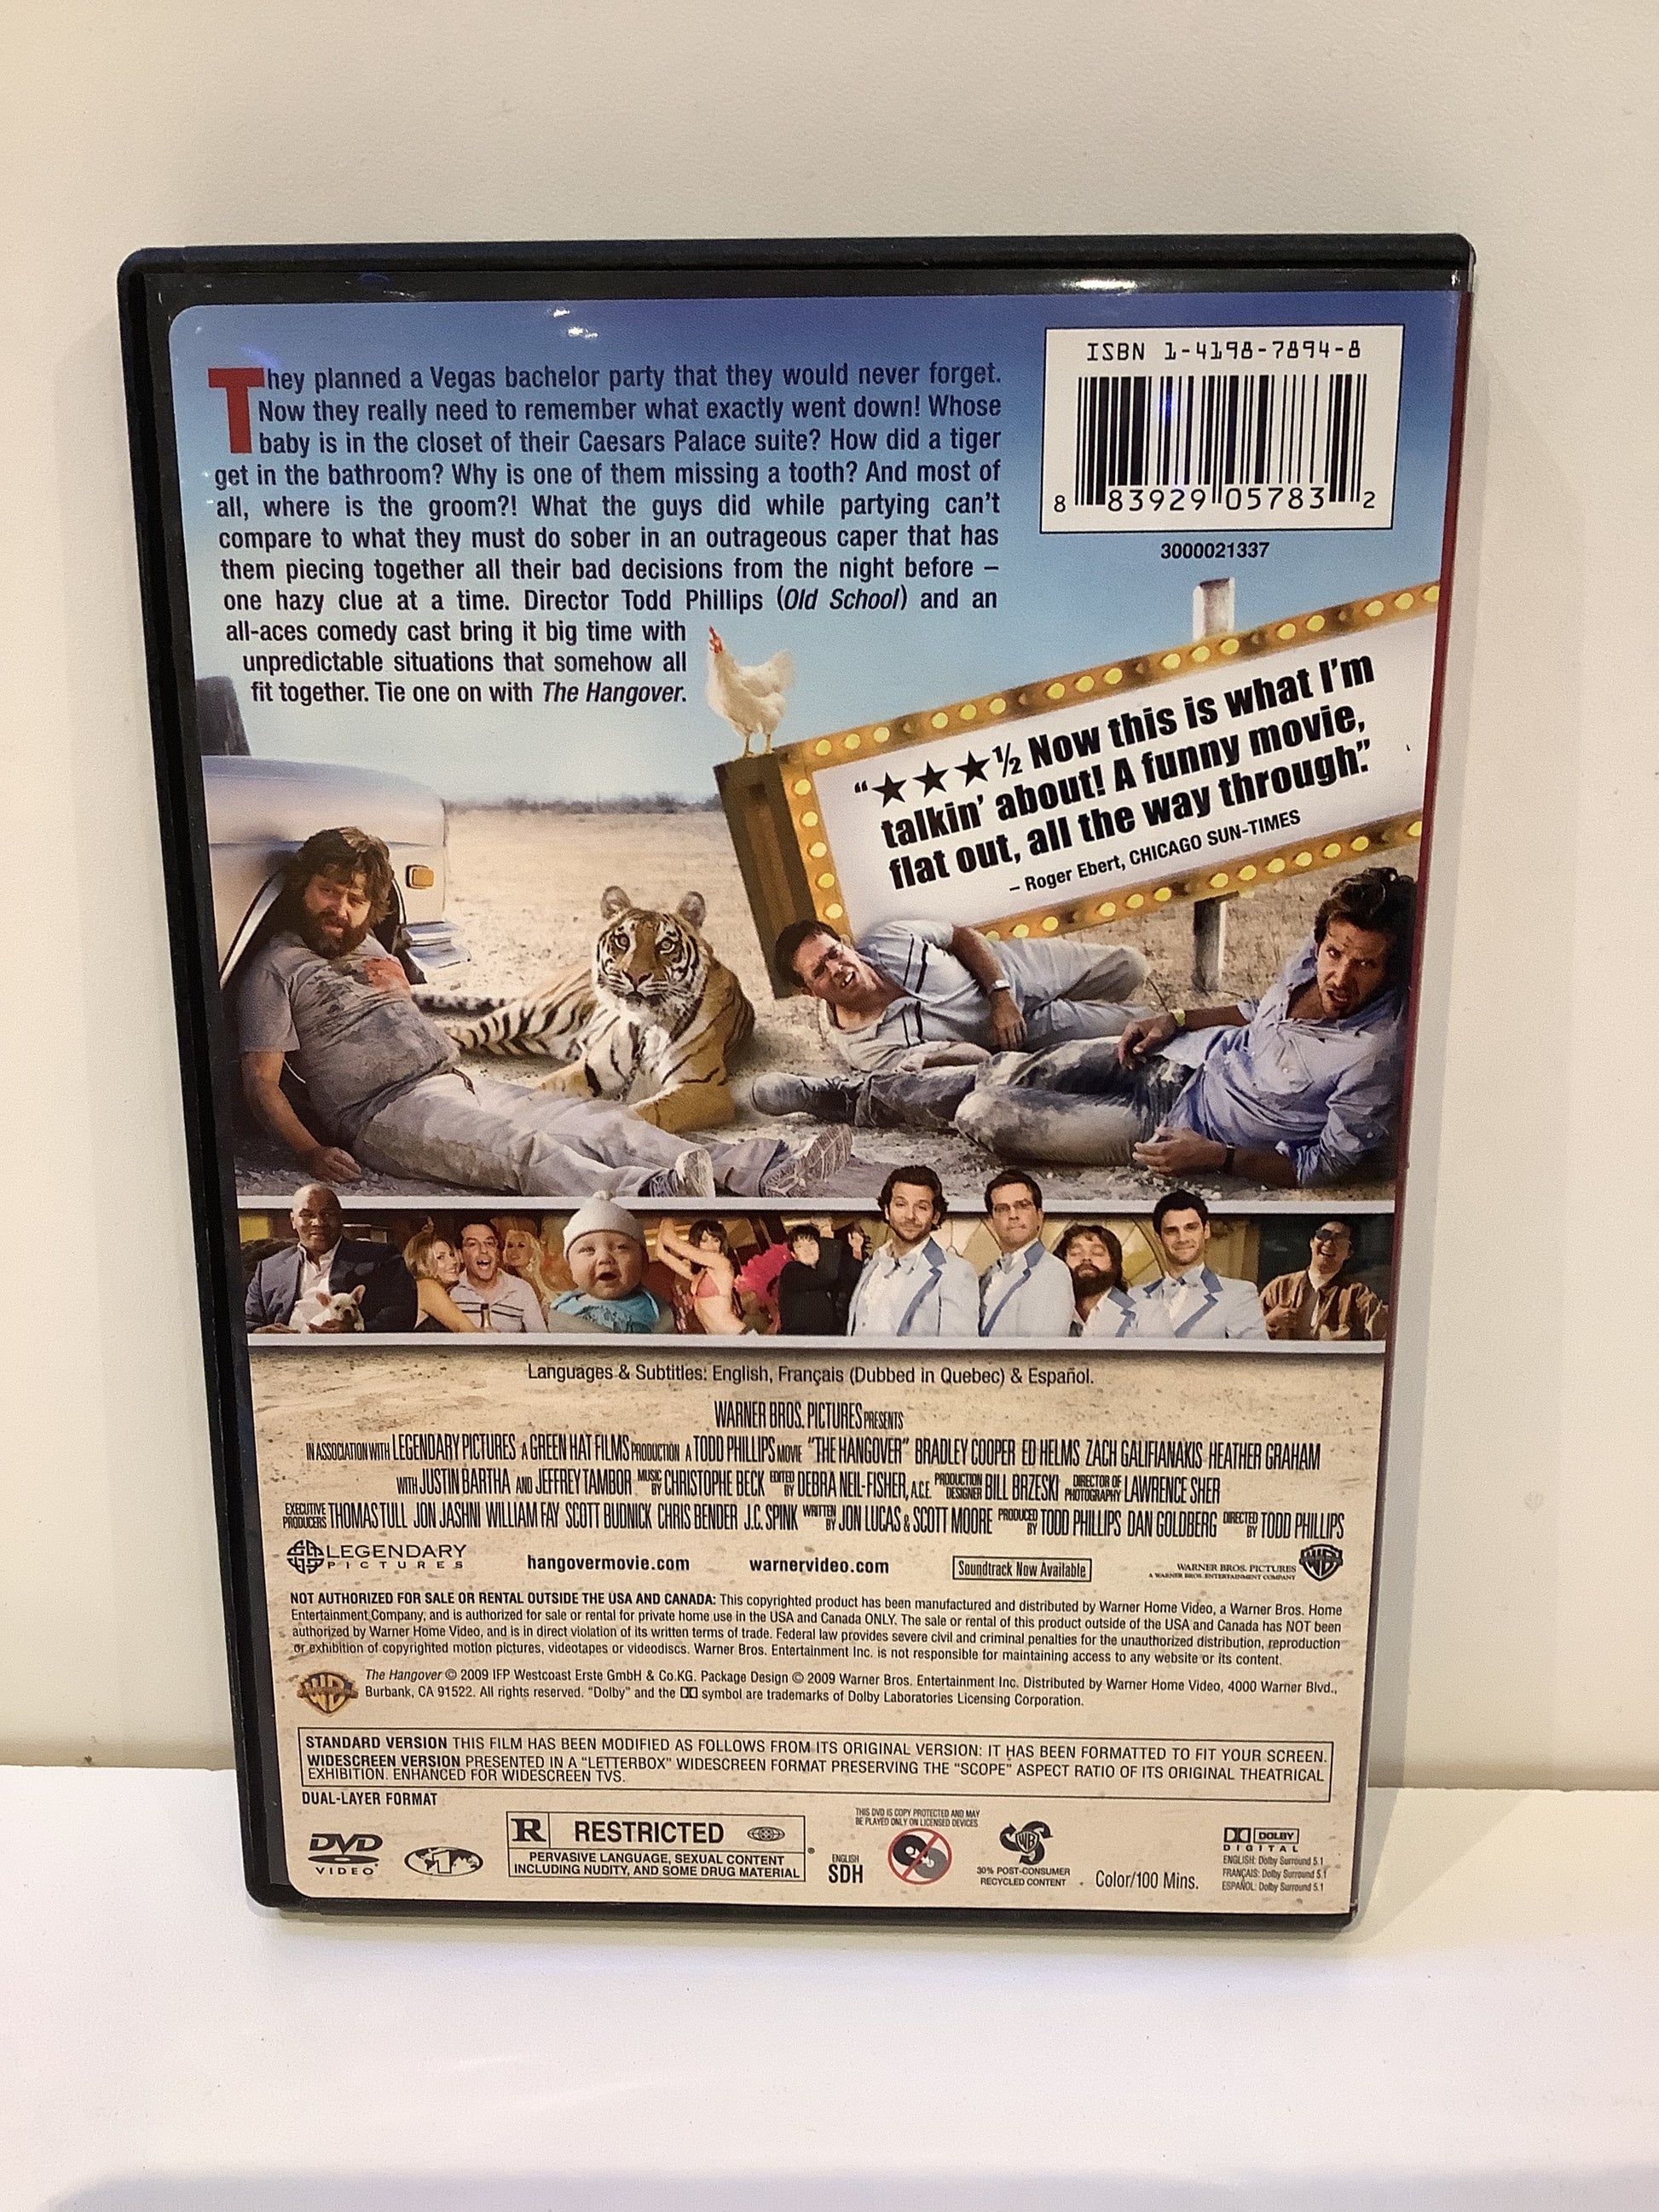 They planned a Vegas bachelor party that they would never forget.
Now they really need to remember what exactly went down! Whose
baby is in the closet of their Caesars Palace suite? How did a tiger
get in the bathroom? Why is one of them missing a tooth? And most of
all, where is the groom?! What the guys did while partying can't
compare to what they must do sober in an outrageous caper that has
them piecing together all their bad decisions from the night before –
one hazy clue at a time. Director Todd Phillips (Old School) and an
all-aces comedy cast bring it big time with
unpredictable situations that somehow all
fit together. Tie one on with The Hangover.
ISBN 1-4198-7894-8
8 83929 05783 2
3000021337
"★★★½ Now this is what I'm
talkin' about! A funny movie,
flat out, all the way through."
– Roger Ebert, CHICAGO SUN-TIMES
Languages & Subtitles: English, Français (Dubbed in Quebec) & Español.
WARNER BROS. PICTURES PRESENTS
IN ASSOCIATION WITH LEGENDARY PICTURES A GREEN HAT FILMS PRODUCTION A TODD PHILLIPS MOVIE "THE HANGOVER" BRADLEY COOPER ED HELMS ZACH GALIFIANAKIS HEATHER GRAHAM
WITH JUSTIN BARTHA AND JEFFREY TAMBOR MUSIC BY CHRISTOPHE BECK EDITED BY DEBRA NEIL-FISHER, A.C.E. PRODUCTION DESIGNER BILL BRZESKI DIRECTOR OF PHOTOGRAPHY LAWRENCE SHER
EXECUTIVE PRODUCERS THOMAS TULL JON JASHNI WILLIAM FAY SCOTT BUDNICK CHRIS BENDER J.C. SPINK WRITTEN BY JON LUCAS & SCOTT MOORE PRODUCED BY TODD PHILLIPS DAN GOLDBERG DIRECTED BY TODD PHILLIPS
LEGENDARY
PICTURES
hangovermovie.com
warnervideo.com
Soundtrack Now Available
WARNER BROS. PICTURES
A WARNER BROS. ENTERTAINMENT COMPANY
WB
NOT AUTHORIZED FOR SALE OR RENTAL OUTSIDE THE USA AND CANADA: This copyrighted product has been manufactured and distributed by Warner Home Video, a Warner Bros. Home
Entertainment Company, and is authorized for sale or rental for private home use in the USA and Canada ONLY. The sale or rental of this product outside of the USA and Canada has NOT been
authorized by Warner Home Video, and is in direct violation of its written terms of trade. Federal law provides severe civil and criminal penalties for the unauthorized distribution, reproduction
or exhibition of copyrighted motion pictures, videotapes or videodiscs. Warner Bros. Entertainment Inc. is not responsible for maintaining access to any website or its content.
WB
The Hangover © 2009 IFP Westcoast Erste GmbH & Co.KG. Package Design © 2009 Warner Bros. Entertainment Inc. Distributed by Warner Home Video, 4000 Warner Blvd.,
Burbank, CA 91522. All rights reserved. "Dolby" and the symbol are trademarks of Dolby Laboratories Licensing Corporation.
STANDARD VERSION THIS FILM HAS BEEN MODIFIED AS FOLLOWS FROM ITS ORIGINAL VERSION: IT HAS BEEN FORMATTED TO FIT YOUR SCREEN.
WIDESCREEN VERSION PRESENTED IN A "LETTERBOX" WIDESCREEN FORMAT PRESERVING THE "SCOPE" ASPECT RATIO OF ITS ORIGINAL THEATRICAL
EXHIBITION. ENHANCED FOR WIDESCREEN TVS.
DUAL-LAYER FORMAT
DVD
VIDEO
1
R RESTRICTED ®
PERVASIVE LANGUAGE, SEXUAL CONTENT
INCLUDING NUDITY, AND SOME DRUG MATERIAL
ENGLISH
SDH
THIS DVD IS COPY PROTECTED AND MAY
BE PLAYED ONLY ON LICENSED DEVICES.
WB
30% POST-CONSUMER
RECYCLED CONTENT
Color/100 Mins.
DOLBY
DIGITAL
ENGLISH: Dolby Surround 5.1
FRANÇAIS: Dolby Surround 5.1
ESPAÑOL: Dolby Surround 5.1